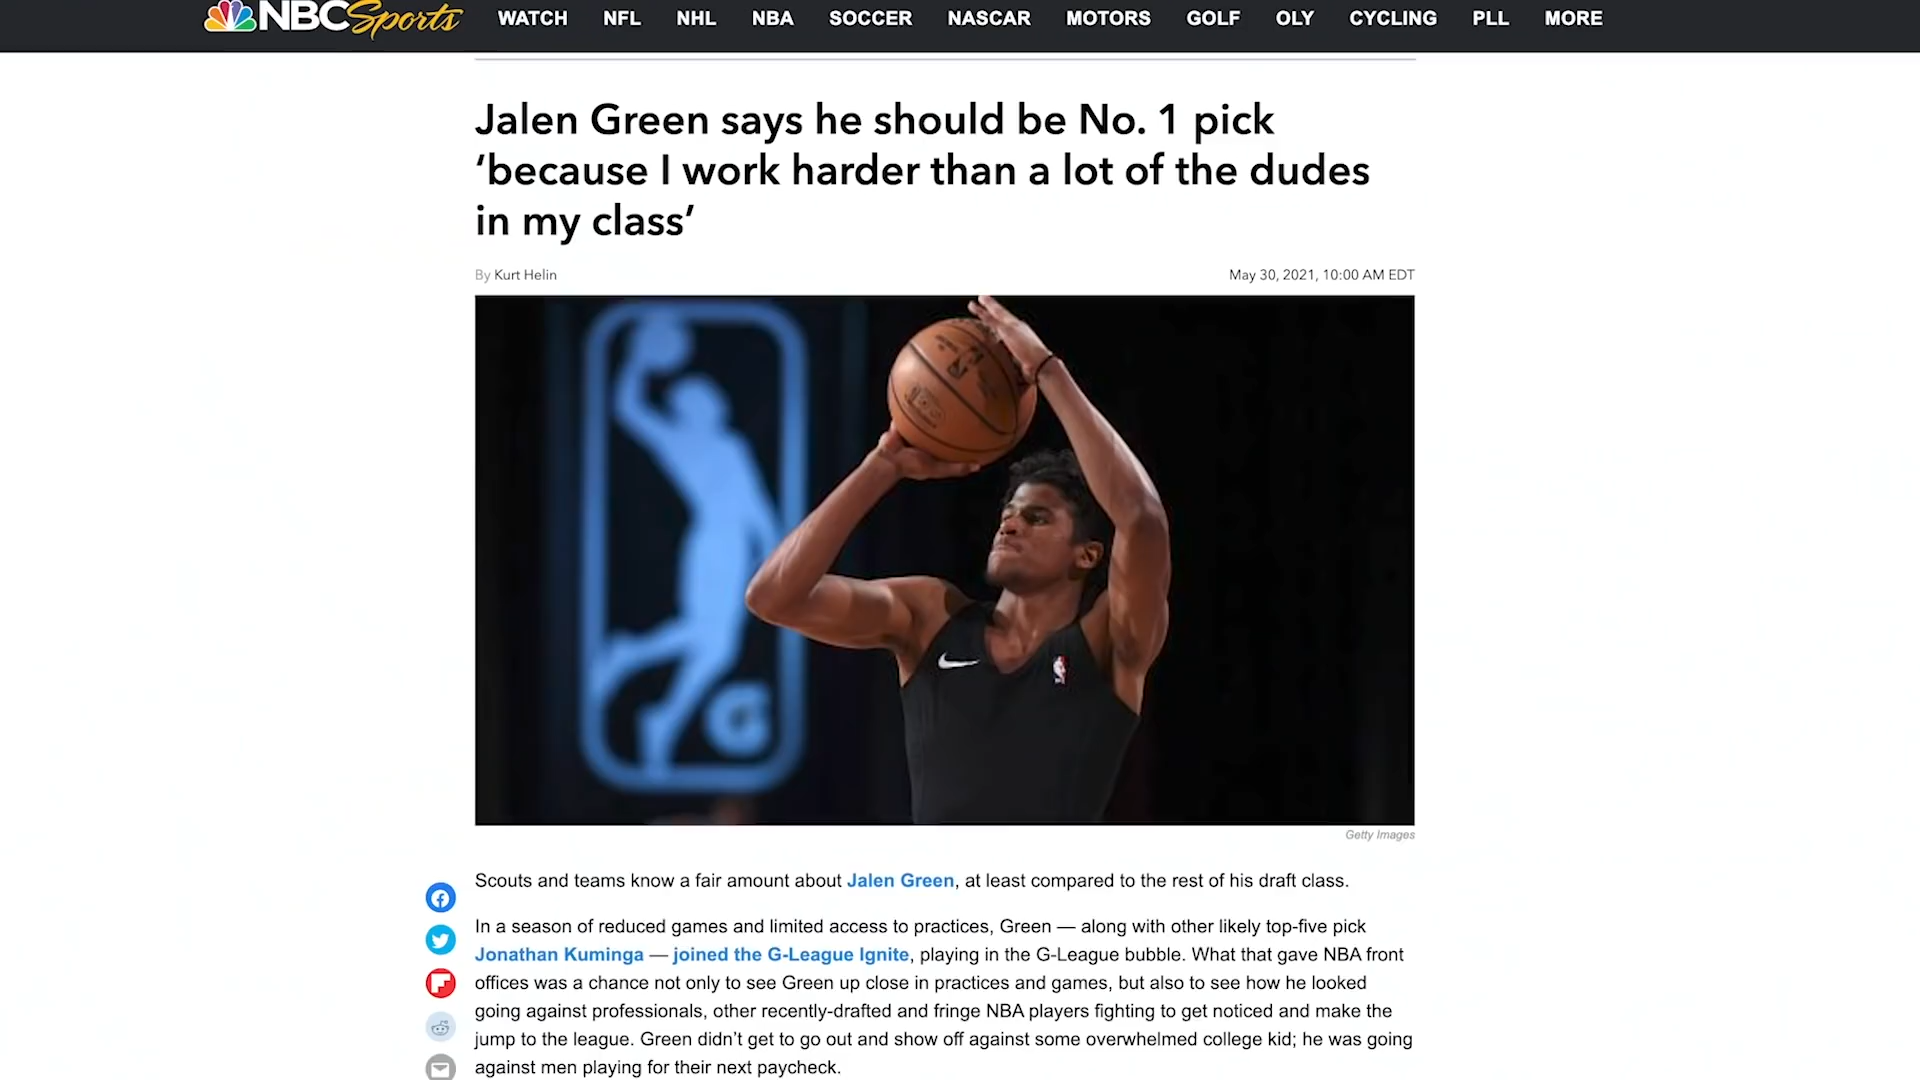 NBC Sports WATCH NFL NHL NBA SOCCER NASCAR MOTORS GOLF OLY CYCLING PLL MORE
Jalen Green says he should be No. 1 pick
‘because I work harder than a lot of the dudes
in my class’
By Kurt Helin May 30, 2021, 10:00 AM EDT
G
Getty Images
Scouts and teams know a fair amount about Jalen Green, at least compared to the rest of his draft class.
In a season of reduced games and limited access to practices, Green — along with other likely top-five pick
Jonathan Kuminga — joined the G-League Ignite, playing in the G-League bubble. What that gave NBA front
offices was a chance not only to see Green up close in practices and games, but also to see how he looked
going against professionals, other recently-drafted and fringe NBA players fighting to get noticed and make the
jump to the league. Green didn’t get to go out and show off against some overwhelmed college kid; he was going
against men playing for their next paycheck.